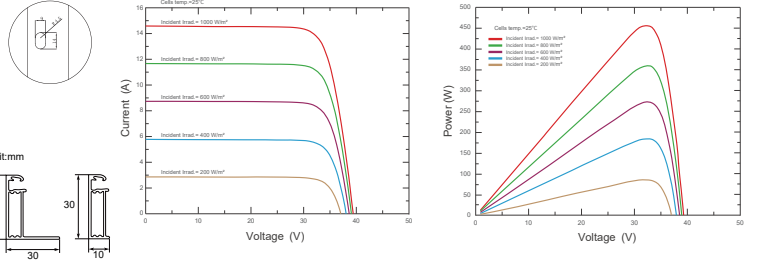 it:mm
30
30
10
Cells temp.=25°C
Incident Irrad.= 1000 W/m²
Incident Irrad.= 800 W/m²
Incident Irrad.= 600 W/m²
Incident Irrad.= 400 W/m²
Incident Irrad.= 200 W/m²
Current (A)
16
14
12
10
8
6
4
2
0
0 10 20 30 40 50
Voltage (V)
Cells temp.=25°C
Incident Irrad.= 1000 W/m²
Incident Irrad.= 800 W/m²
Incident Irrad.= 600 W/m²
Incident Irrad.= 400 W/m²
Incident Irrad.= 200 W/m²
Power (W)
500
450
400
350
300
250
200
150
100
50
0
0 10 20 30 40 50
Voltage (V)